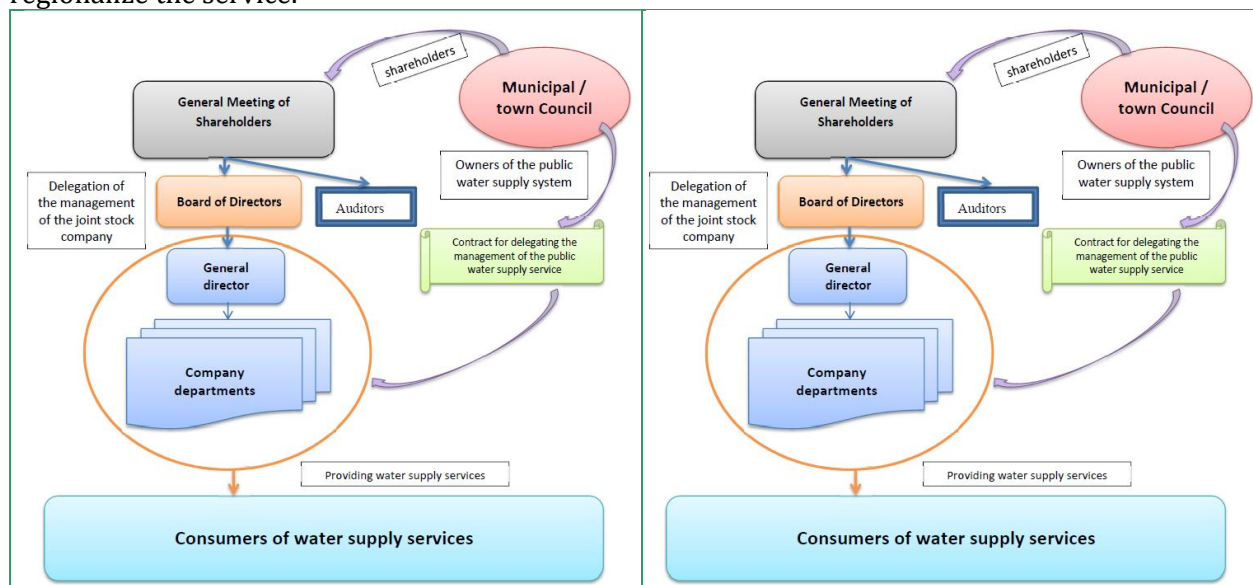 regionalize the service.
shareholders
Municipal /
town Council
General Meeting of
Shareholders
Owners of the public
water supply system
Delegation of
the management
of the joint stock
company
Board of Directors
Auditors
Contract for delegating the
management of the public
water supply service
General
director
Company
departments
Providing water supply services
Consumers of water supply services
shareholders
Municipal /
town Council
General Meeting of
Shareholders
Owners of the public
water supply system
Delegation of
the management
of the joint stock
company
Board of Directors
Auditors
Contract for delegating the
management of the public
water supply service
General
director
Company
departments
Providing water supply services
Consumers of water supply services